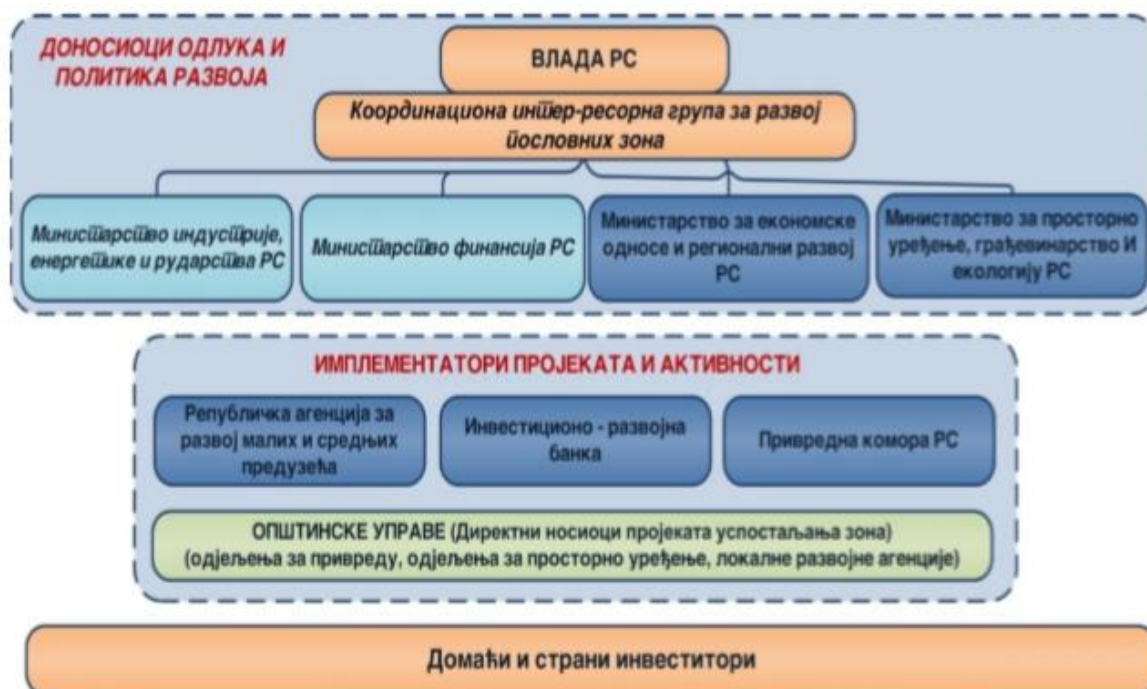 ДОНОСИОЦИ ОДЛУКА И
ПОЛИТИКА РАЗВОЈА
ВЛАДА РС
Координациона интер-ресорна група за развој
пословних зона
Министарство индустрије,
енергетике и рударства РС
Министарство финансија РС
Министарство за економске
односе и регионални развој
РС
Министарство за просторно
уређење, грађевинарство И
екологију РС
ИМПЛЕМЕНТАТОРИ ПРОЈЕКАТА И АКТИВНОСТИ
Републичка агенција за
развој малих и средњих
предузећа
Инвестиционо - развојна
банка
Привредна комора РС
ОПШТИНСКЕ УПРАВЕ (Директни носиоци пројеката успостаљања зона)
(одјељења за привреду, одјељења за просторно уређење, локалне развојне агенције)
Домаћи и страни инвеститори